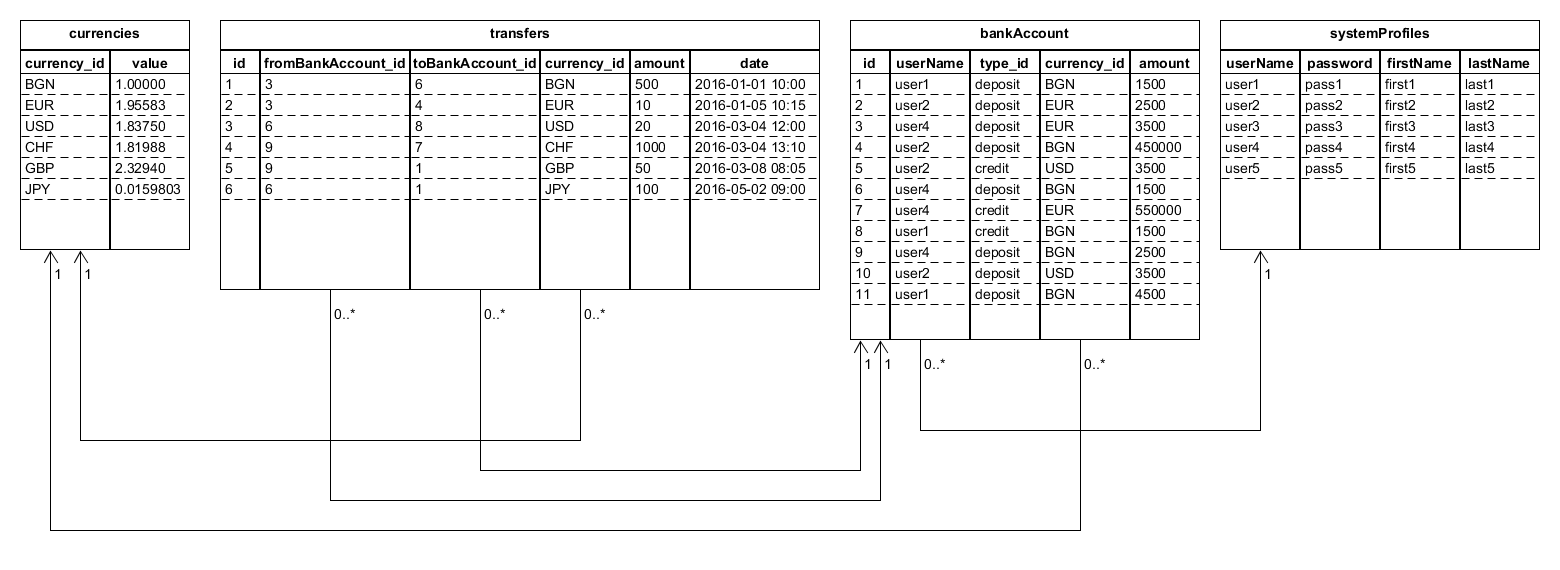 currencies
currency_id value
BGN 1.00000
EUR 1.95583
USD 1.83750
CHF 1.81988
GBP 2.32940
JPY 0.0159803
transfers
id fromBankAccount_id toBankAccount_id currency_id amount date
1 3 6 BGN 500 2016-01-01 10:00
2 3 4 EUR 10 2016-01-05 10:15
3 6 8 USD 20 2016-03-04 12:00
4 9 7 CHF 1000 2016-03-04 13:10
5 9 1 GBP 50 2016-03-08 08:05
6 6 1 JPY 100 2016-05-02 09:00
bankAccount
id userName type_id currency_id amount
1 user1 deposit BGN 1500
2 user2 deposit EUR 2500
3 user4 deposit EUR 3500
4 user2 deposit BGN 450000
5 user2 credit USD 3500
6 user4 deposit BGN 1500
7 user4 credit EUR 550000
8 user1 credit BGN 1500
9 user4 deposit BGN 2500
10 user2 deposit USD 3500
11 user1 deposit BGN 4500
systemProfiles
userName password firstName lastName
user1 pass1 first1 last1
user2 pass2 first2 last2
user3 pass3 first3 last3
user4 pass4 first4 last4
user5 pass5 first5 last5
1 1 1
0..* 0..* 0..*
1 1 0..* 0..*